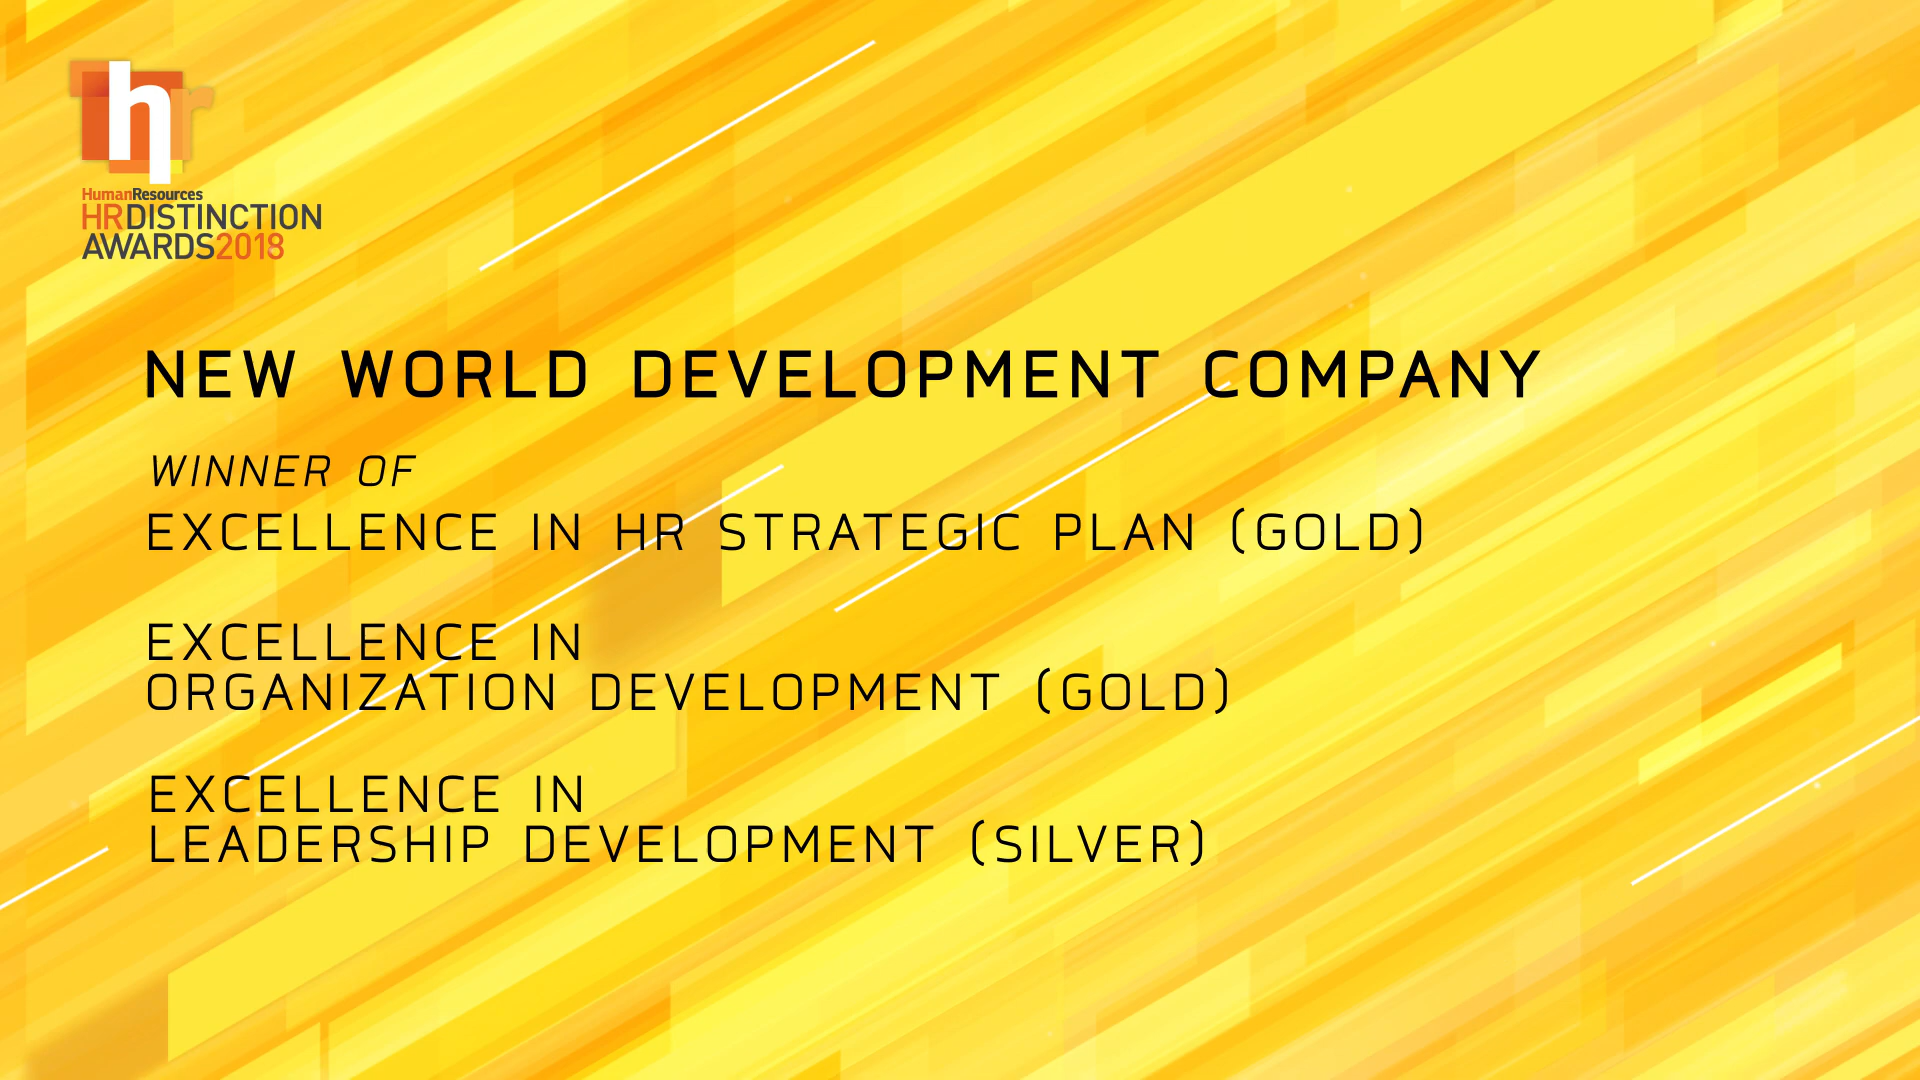 hr
HumanResources
HRDISTINCTION
AWARDS2018
NEW WORLD DEVELOPMENT COMPANY
WINNER OF
EXCELLENCE IN HR STRATEGIC PLAN (GOLD)
EXCELLENCE IN
ORGANIZATION DEVELOPMENT (GOLD)
EXCELLENCE IN
LEADERSHIP DEVELOPMENT (SILVER)